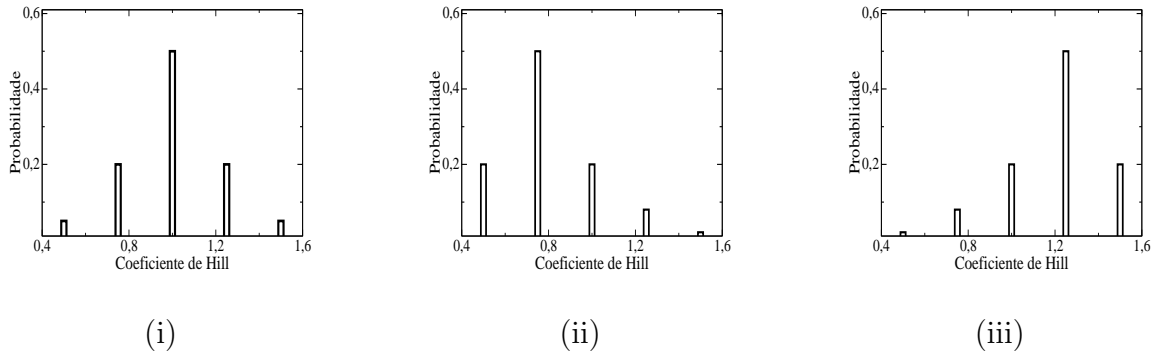 0,6
0,4
0,2
Probabilidade
0,4 0,8 1,2 1,6
Coeficiente de Hill
(i)
0,6
0,4
0,2
Probabilidade
0,4 0,8 1,2 1,6
Coeficiente de Hill
(ii)
0,6
0,4
0,2
Probabilidade
0,4 0,8 1,2 1,6
Coeficiente de Hill
(iii)